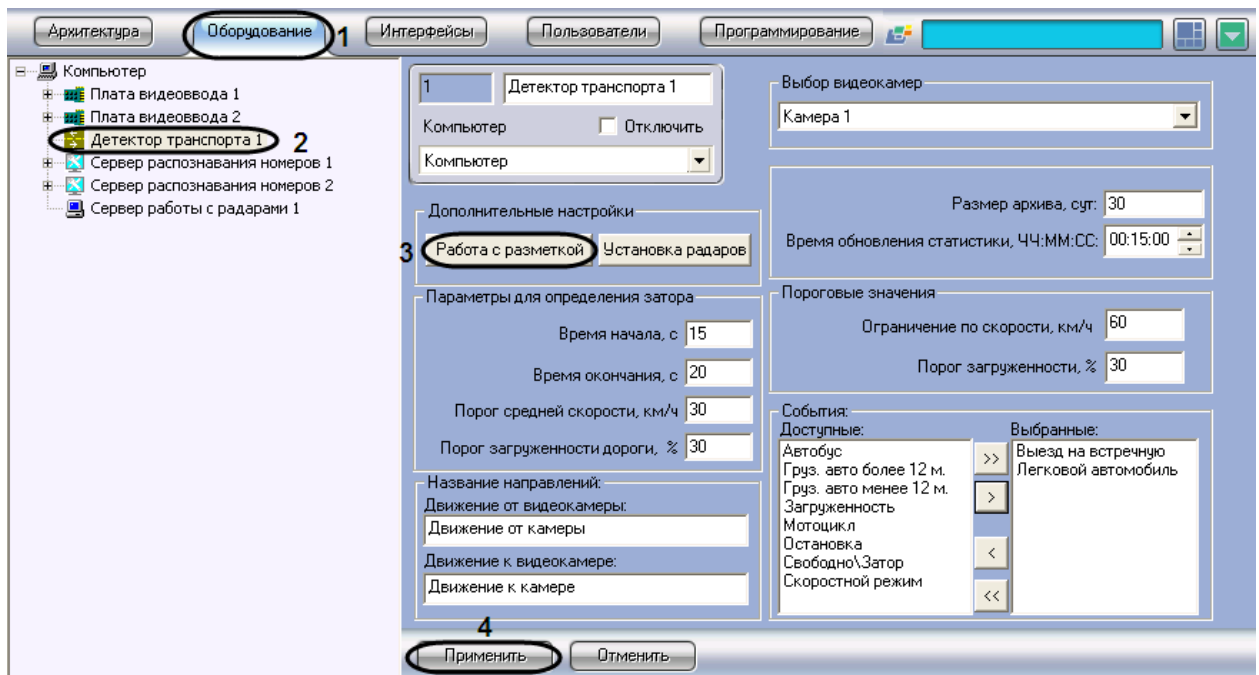 Архитектура Оборудование 1 Интерфейсы Пользователи Программирование
Компьютер
Плата видеоввода 1
Плата видеоввода 2
Детектор транспорта 1 2
Сервер распознавания номеров 1
Сервер распознавания номеров 2
Сервер работы с радарами 1
1 Детектор транспорта 1
Компьютер Отключить
Компьютер
Дополнительные настройки
3 Работа с разметкой Установка радаров
Параметры для определения затора
Время начала, с 15
Время окончания, с 20
Порог средней скорости, км/ч 30
Порог загруженности дороги, % 30
Название направлений:
Движение от видеокамеры:
Движение от камеры
Движение к видеокамере:
Движение к камере
Выбор видеокамер
Камера 1
Размер архива, сут: 30
Время обновления статистики, ЧЧ:ММ:СС: 00:15:00
Пороговые значения
Ограничение по скорости, км/ч 60
Порог загруженности, % 30
События:
Доступные: Выбранные:
Автобус >> Выезд на встречную
Груз. авто более 12 м. Легковой автомобиль
Груз. авто менее 12 м. >
Загруженность
Мотоцикл
Остановка <
Свободно\Затор
Скоростной режим <<
4
Применить Отменить